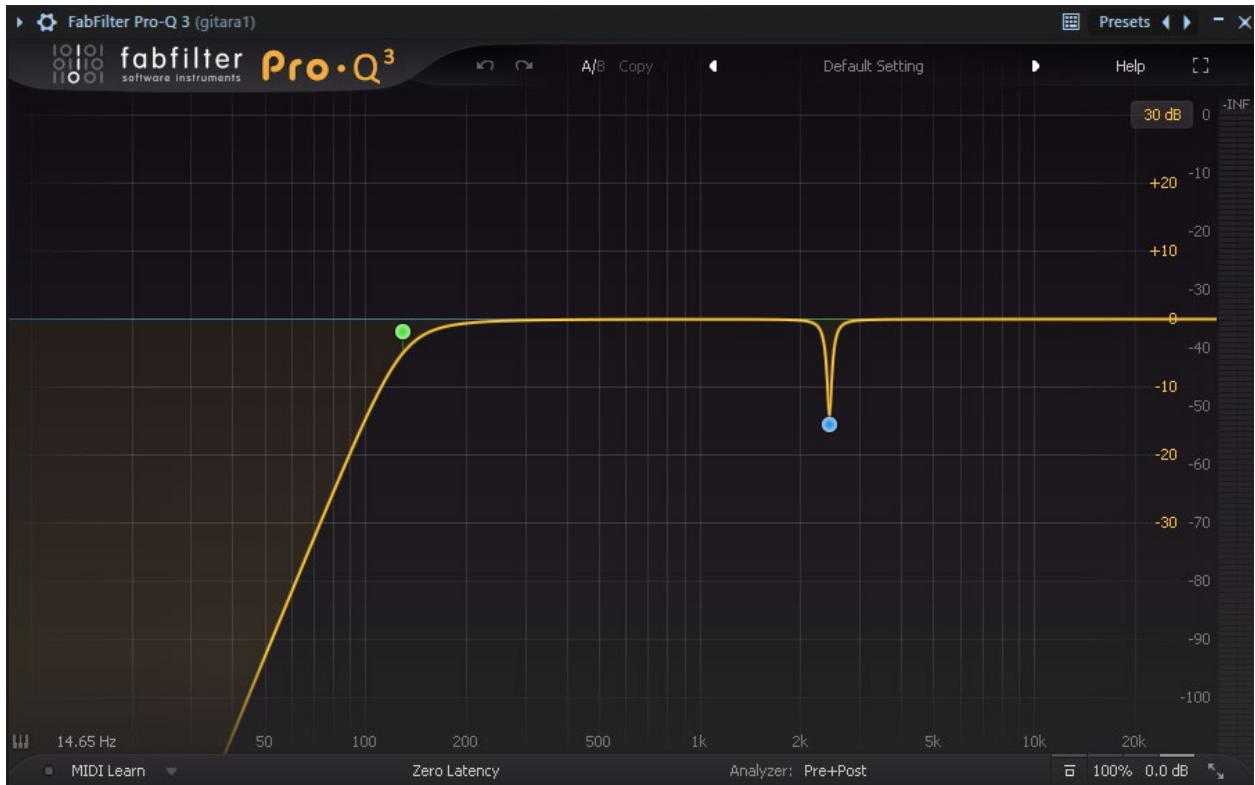 FabFilter Pro-Q 3 (gitara1) Presets
fabfilter
software instruments
Pro·Q3
A/B Copy Default Setting Help
30 dB 0 -INF
-10
+20
-20
+10
-30
0
-40
-10
-50
-20
-60
-30 -70
-80
-90
-100
14.65 Hz 50 100 200 500 1k 2k 5k 10k 20k
MIDI Learn Zero Latency Analyzer: Pre+Post 100% 0.0 dB